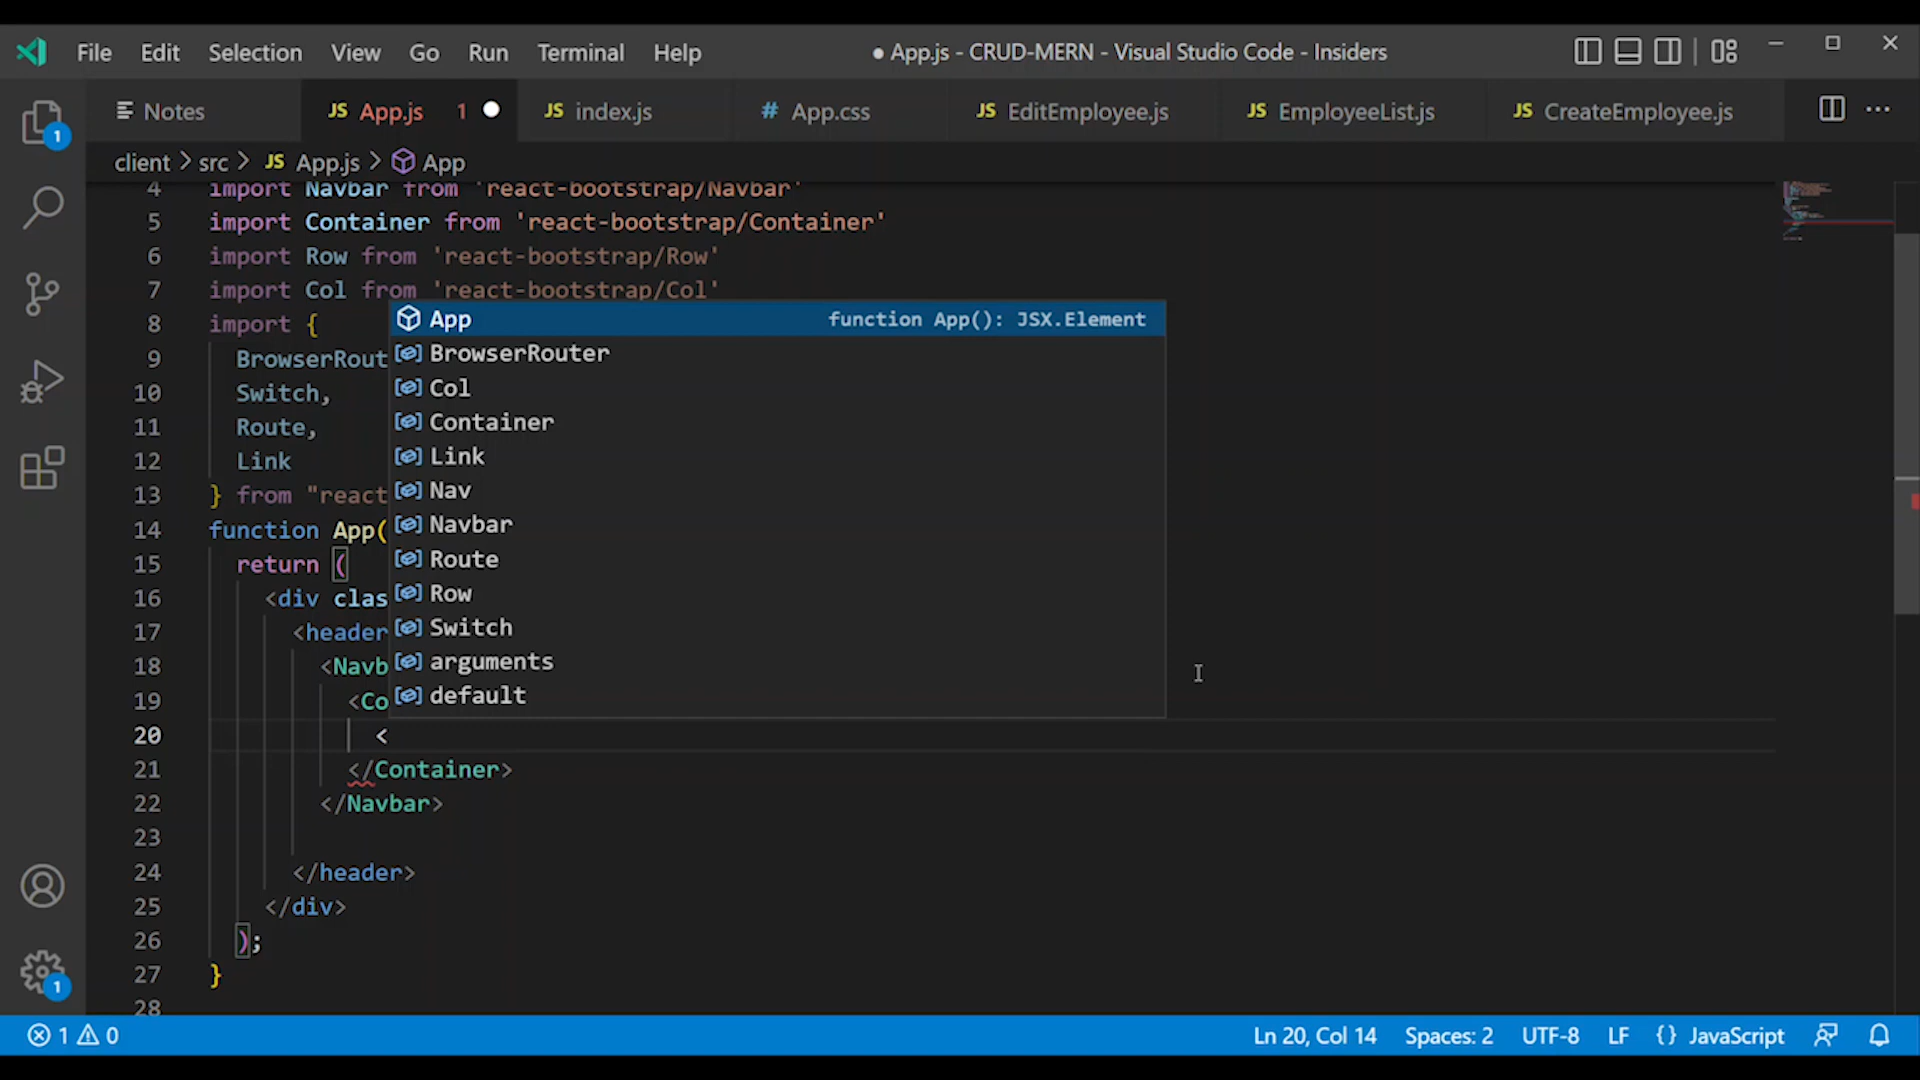 File Edit Selection View Go Run Terminal Help ● App.js - CRUD-MERN - Visual Studio Code - Insiders
Notes JS App.js 1 JS index.js # App.css JS EditEmployee.js JS EmployeeList.js JS CreateEmployee.js
client > src > JS App.js > App
4 import Navbar from 'react-bootstrap/Navbar'
5 import Container from 'react-bootstrap/Container'
6 import Row from 'react-bootstrap/Row'
7 import Col from 'react-bootstrap/Col'
8 import {
9 BrowserRout
10 Switch,
11 Route,
12 Link
13 } from "react
14 function App(
15 return (
16 <div clas
17 <header
18 <Navb
19 <Co
20 <
21 </Container>
22 </Navbar>
23
24 </header>
25 </div>
26 );
27 }
28
App function App(): JSX.Element
BrowserRouter
Col
Container
Link
Nav
Navbar
Route
Row
Switch
arguments
default
1
1
1 0 Ln 20, Col 14 Spaces: 2 UTF-8 LF {} JavaScript